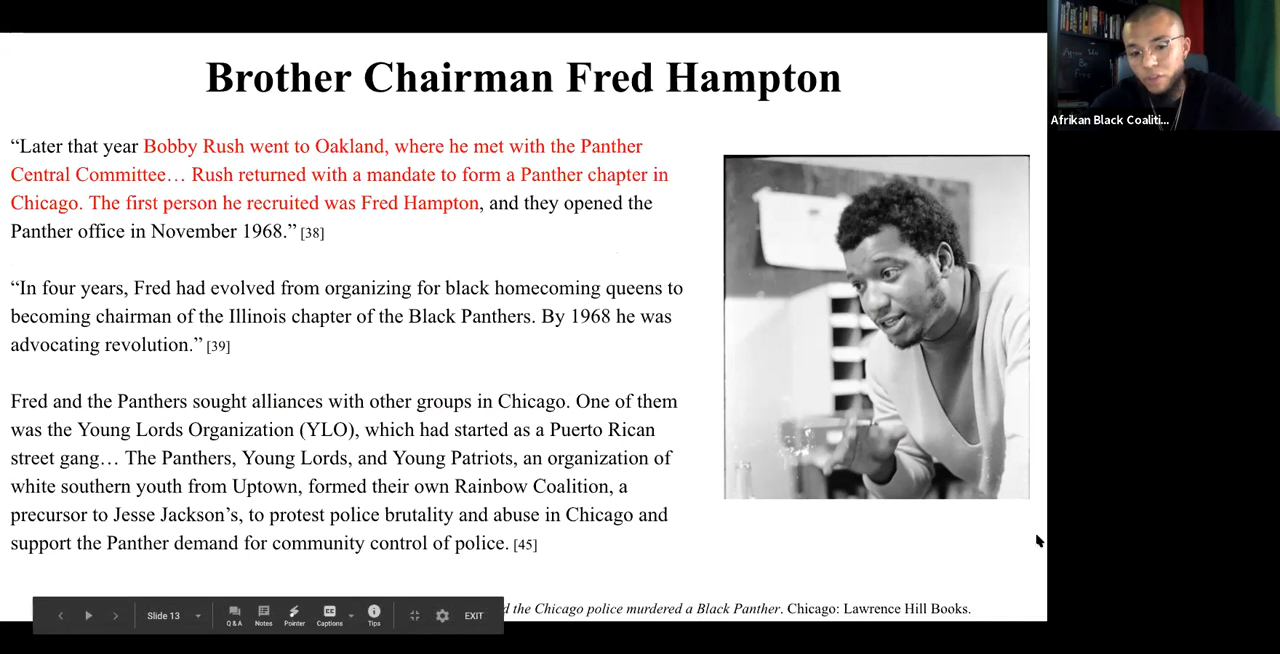 Brother Chairman Fred Hampton
“Later that year Bobby Rush went to Oakland, where he met with the Panther
Central Committee… Rush returned with a mandate to form a Panther chapter in
Chicago. The first person he recruited was Fred Hampton, and they opened the
Panther office in November 1968.” [38]
“In four years, Fred had evolved from organizing for black homecoming queens to
becoming chairman of the Illinois chapter of the Black Panthers. By 1968 he was
advocating revolution.” [39]
Fred and the Panthers sought alliances with other groups in Chicago. One of them
was the Young Lords Organization (YLO), which had started as a Puerto Rican
street gang… The Panthers, Young Lords, and Young Patriots, an organization of
white southern youth from Uptown, formed their own Rainbow Coalition, a
precursor to Jesse Jackson’s, to protest police brutality and abuse in Chicago and
support the Panther demand for community control of police. [45]
the Chicago police murdered a Black Panther. Chicago: Lawrence Hill Books.
Slide 13
Q & A
Notes
Pointer
CC
Captions
Tips
EXIT
Be
Free
Afrikan Black Coaliti...